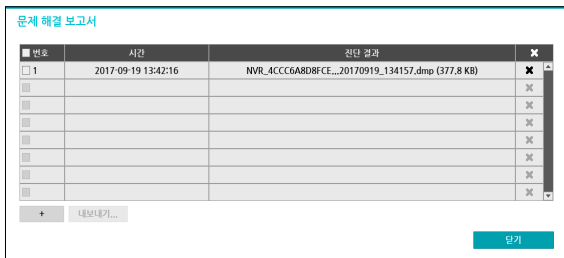 문제 해결 보고서
번호 시간 진단 결과 ✖
1 2017-09-19 13:42:16 NVR_4CCC6A8D8FCE...20170919_134157.dmp (377.8 KB) ✖
✖
✖
✖
✖
✖
✖
✖
+ 내보내기...
닫기